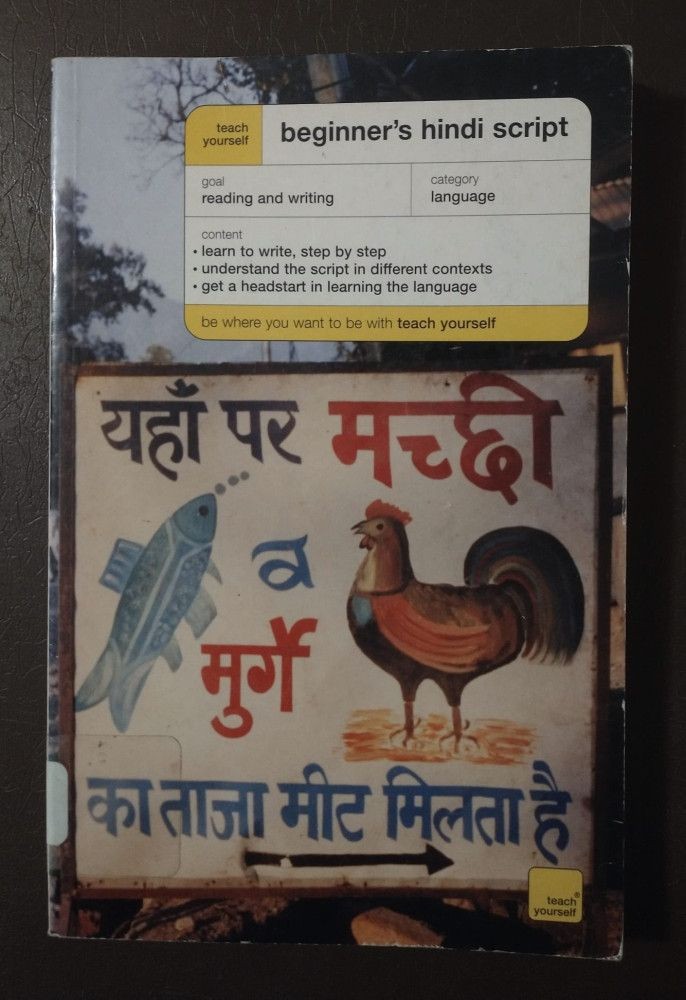 teach yourself
beginner's hindi script
goal
reading and writing
category
language
content
• learn to write, step by step
• understand the script in different contexts
• get a headstart in learning the language
be where you want to be with teach yourself
यहाँ पर मच्छी
व
मुर्गे
का ताजा मीट मिलता है
teach
yourself®